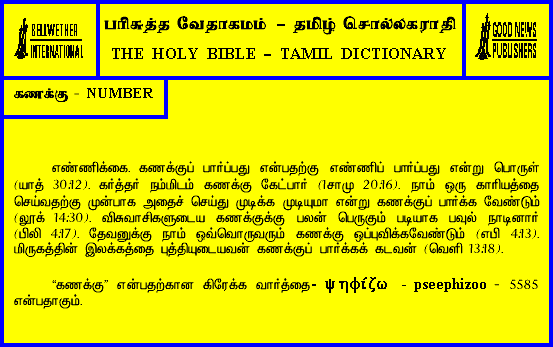 BELLWETHER
INTERNATIONAL
பரிசுத்த வேதாகமம் – தமிழ் சொல்லகராதி
THE HOLY BIBLE – TAMIL DICTIONARY
GOOD NEWS
PUBLISHERS
கணக்கு - NUMBER
எண்ணிக்கை. கணக்குப் பார்ப்பது என்பதற்கு எண்ணிப் பார்ப்பது என்று பொருள்
(யாத் 30:12). கர்த்தர் நம்மிடம் கணக்கு கேட்பார் (1சாமு 20:16). நாம் ஒரு காரியத்தை
செய்வதற்கு முன்பாக அதைச் செய்து முடிக்க முடியுமா என்று கணக்குப் பார்க்க வேண்டும்
(லூக் 14:30). விசுவாசிகளுடைய கணக்குக்கு பலன் பெருகும் படியாக பவுல் நாடினார்
(பிலி 4:17). தேவனுக்கு நாம் ஒவ்வொருவரும் கணக்கு ஒப்புவிக்கவேண்டும் (எபி 4:13).
மிருகத்தின் இலக்கத்தை புத்தியுடையவன் கணக்குப் பார்க்கக் கடவன் (வெளி 13:18).
“கணக்கு” என்பதற்கான கிரேக்க வார்த்தை- ψηφίζω - pseephizoo - 5585
என்பதாகும்.